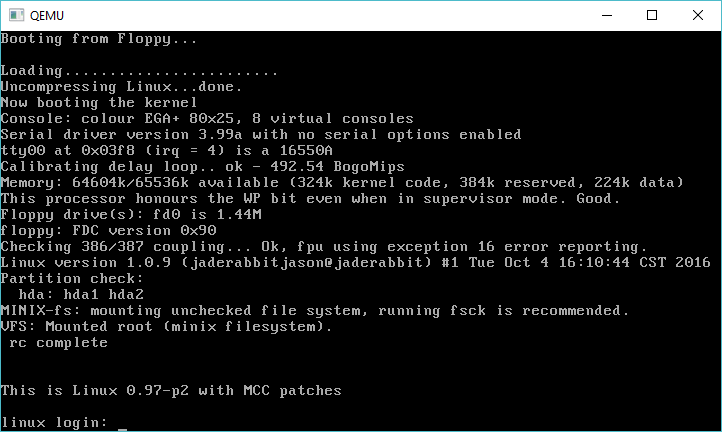 QEMU
Booting from Floppy...
Loading........................
Uncompressing Linux...done.
Now booting the kernel
Console: colour EGA+ 80x25, 8 virtual consoles
Serial driver version 3.99a with no serial options enabled
tty00 at 0x03f8 (irq = 4) is a 16550A
Calibrating delay loop.. ok - 492.54 BogoMips
Memory: 64604k/65536k available (324k kernel code, 384k reserved, 224k data)
This processor honours the WP bit even when in supervisor mode. Good.
Floppy drive(s): fd0 is 1.44M
floppy: FDC version 0x90
Checking 386/387 coupling... Ok, fpu using exception 16 error reporting.
Linux version 1.0.9 (jaderabbitjason@jaderabbit) #1 Tue Oct 4 16:10:44 CST 2016
Partition check:
  hda: hda1 hda2
MINIX-fs: mounting unchecked file system, running fsck is recommended.
VFS: Mounted root (minix filesystem).
 rc complete
This is Linux 0.97-p2 with MCC patches
linux login: _